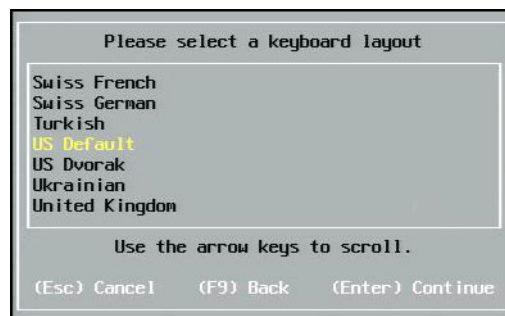 Please select a keyboard layout
Swiss French
Swiss German
Turkish
US Default
US Dvorak
Ukrainian
United Kingdom
Use the arrow keys to scroll.
(Esc) Cancel (F9) Back (Enter) Continue